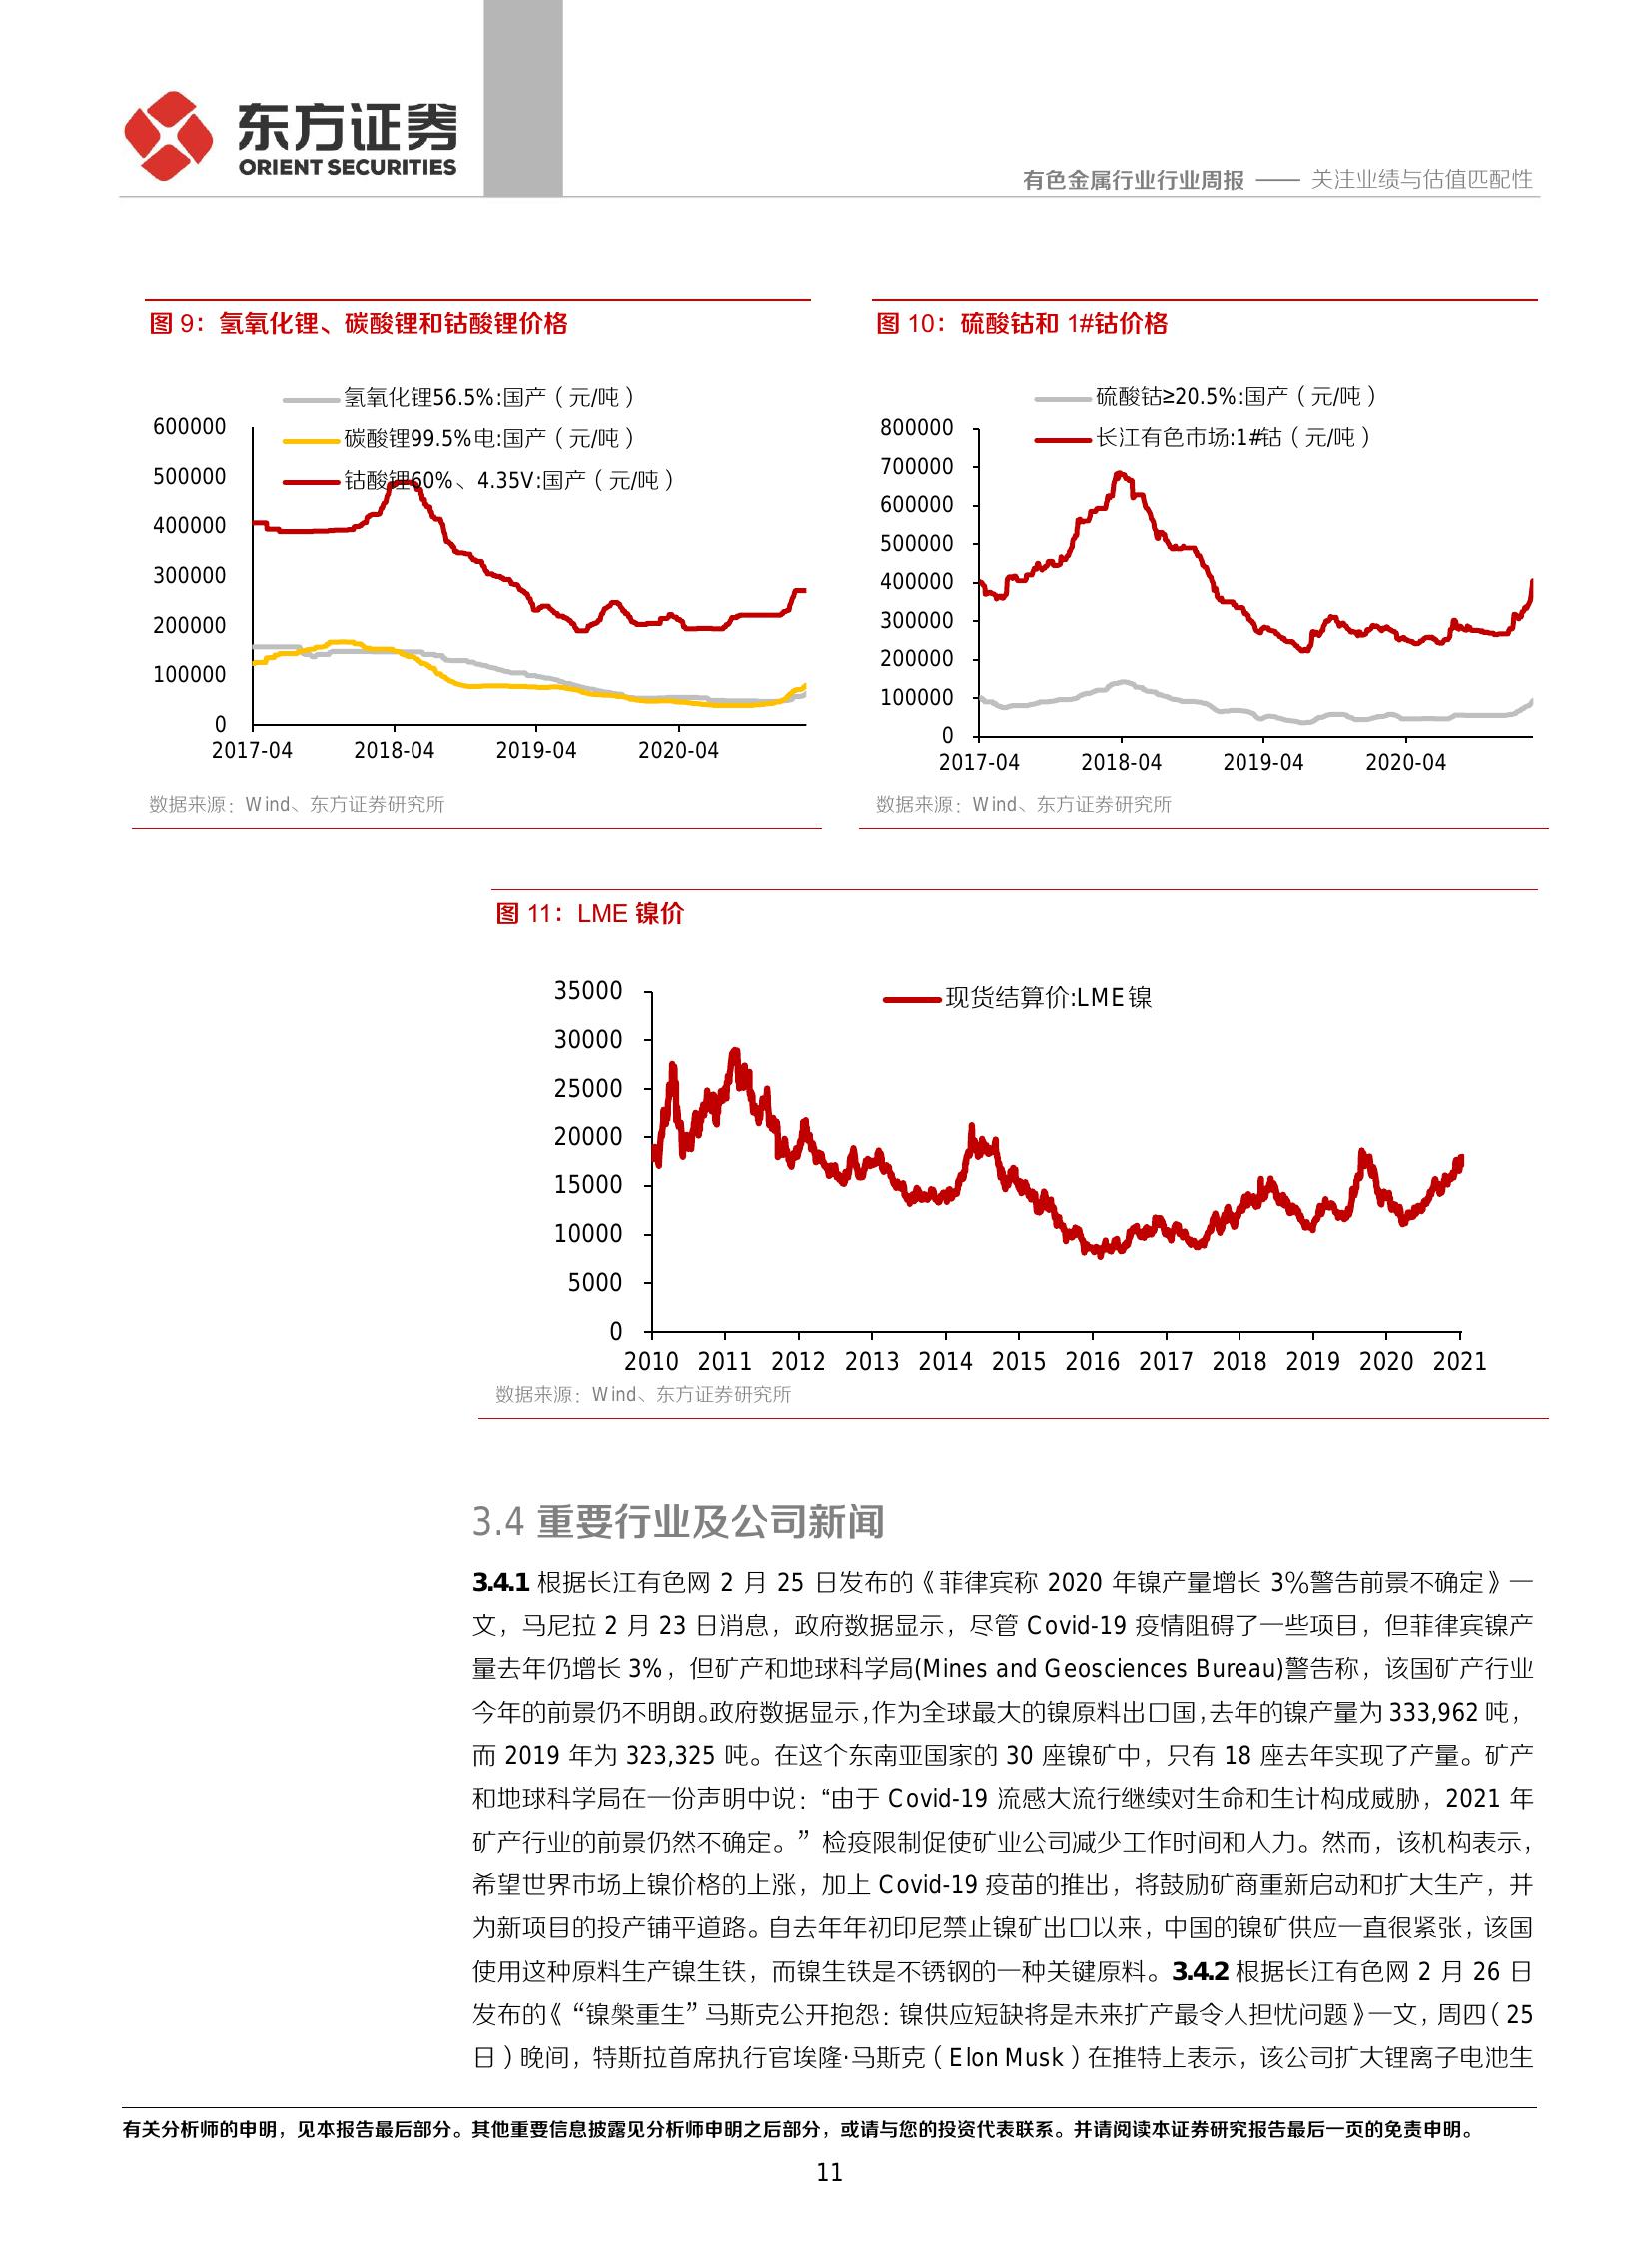 东方证券
ORIENT SECURITIES
有色金属行业行业周报 —— 关注业绩与估值匹配性
图 9：氢氧化锂、碳酸锂和钴酸锂价格
氢氧化锂56.5%:国产（元/吨）
碳酸锂99.5%电:国产（元/吨）
钴酸锂60%、4.35V:国产（元/吨）
600000
500000
400000
300000
200000
100000
0
2017-04 2018-04 2019-04 2020-04
数据来源：Wind、东方证券研究所
图 10：硫酸钴和 1#钴价格
硫酸钴≥20.5%:国产（元/吨）
长江有色市场:1#钴（元/吨）
800000
700000
600000
500000
400000
300000
200000
100000
0
2017-04 2018-04 2019-04 2020-04
数据来源：Wind、东方证券研究所
图 11：LME 镍价
现货结算价:LME镍
35000
30000
25000
20000
15000
10000
5000
0
2010 2011 2012 2013 2014 2015 2016 2017 2018 2019 2020 2021
数据来源：Wind、东方证券研究所
3.4 重要行业及公司新闻
3.4.1 根据长江有色网 2 月 25 日发布的《菲律宾称 2020 年镍产量增长 3%警告前景不确定》一
文，马尼拉 2 月 23 日消息，政府数据显示，尽管 Covid-19 疫情阻碍了一些项目，但菲律宾镍产
量去年仍增长 3%，但矿产和地球科学局(Mines and Geosciences Bureau)警告称，该国矿产行业
今年的前景仍不明朗。政府数据显示，作为全球最大的镍原料出口国，去年的镍产量为 333,962 吨，
而 2019 年为 323,325 吨。在这个东南亚国家的 30 座镍矿中，只有 18 座去年实现了产量。矿产
和地球科学局在一份声明中说：“由于 Covid-19 流感大流行继续对生命和生计构成威胁，2021 年
矿产行业的前景仍然不确定。” 检疫限制促使矿业公司减少工作时间和人力。然而，该机构表示，
希望世界市场上镍价格的上涨，加上 Covid-19 疫苗的推出，将鼓励矿商重新启动和扩大生产，并
为新项目的投产铺平道路。自去年年初印尼禁止镍矿出口以来，中国的镍矿供应一直很紧张，该国
使用这种原料生产镍生铁，而镍生铁是不锈钢的一种关键原料。3.4.2 根据长江有色网 2 月 26 日
发布的《 “镍槃重生” 马斯克公开抱怨：镍供应短缺将是未来扩产最令人担忧问题》一文，周四（ 25
日 ）晚间，特斯拉首席执行官埃隆·马斯克（ Elon Musk ）在推特上表示，该公司扩大锂离子电池生
有关分析师的申明，见本报告最后部分。其他重要信息披露见分析师申明之后部分，或请与您的投资代表联系。并请阅读本证券研究报告最后一页的免责申明。
11